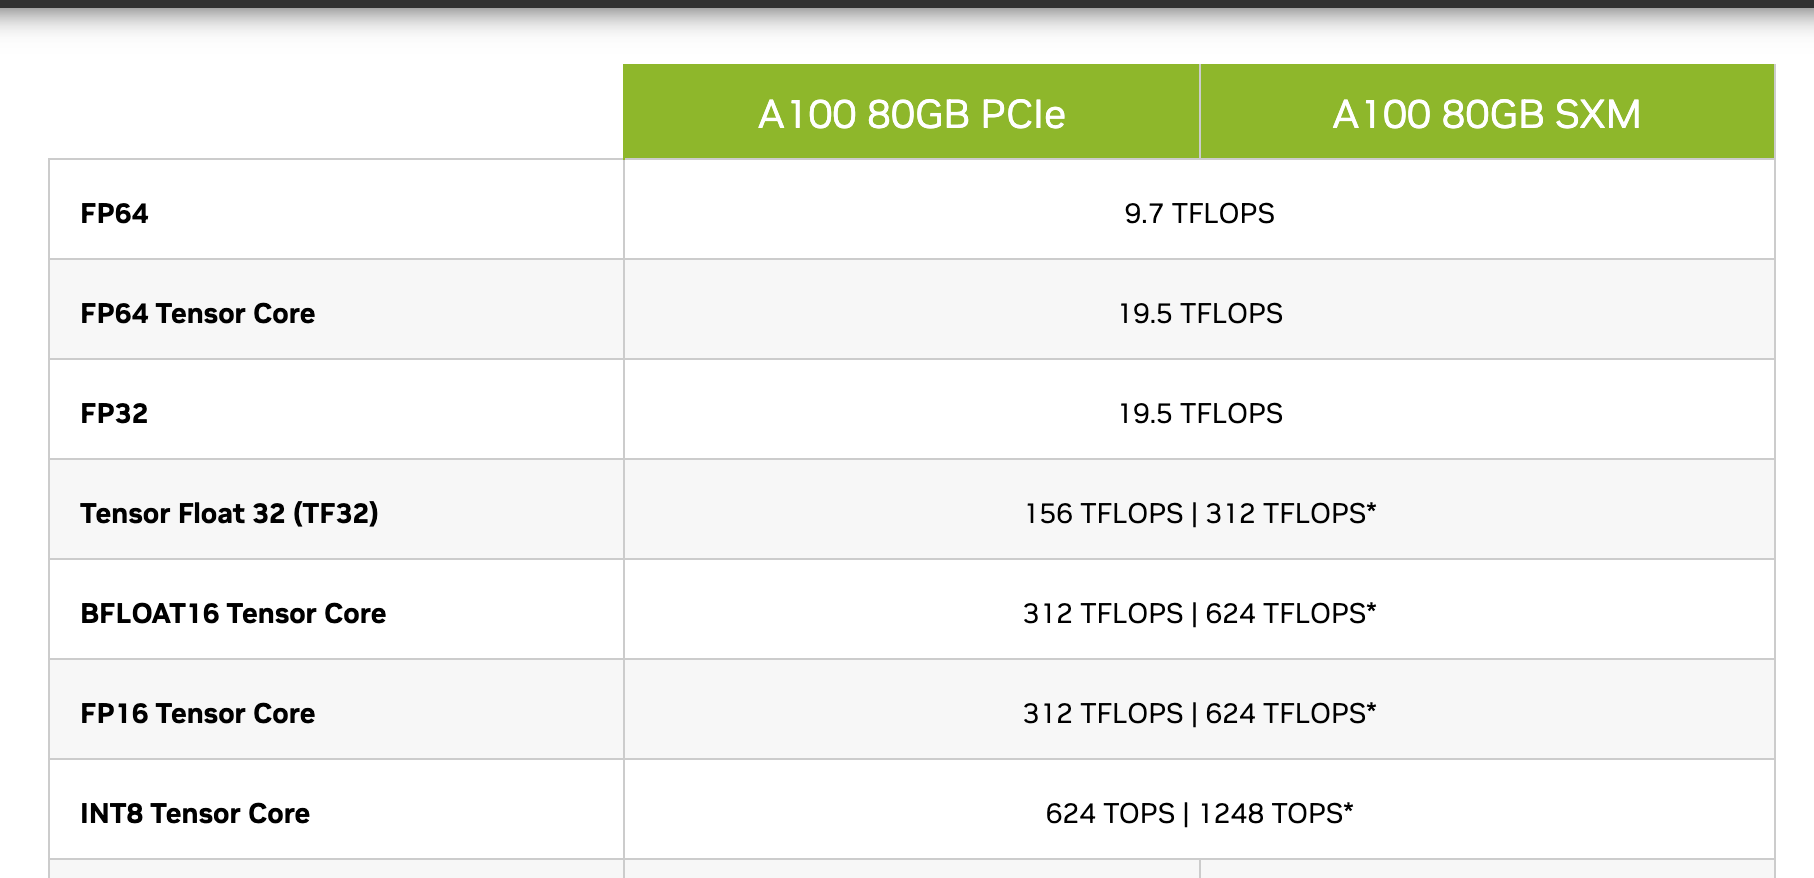 A100 80GB PCIe A100 80GB SXM
FP64 9.7 TFLOPS
FP64 Tensor Core 19.5 TFLOPS
FP32 19.5 TFLOPS
Tensor Float 32 (TF32) 156 TFLOPS | 312 TFLOPS*
BFLOAT16 Tensor Core 312 TFLOPS | 624 TFLOPS*
FP16 Tensor Core 312 TFLOPS | 624 TFLOPS*
INT8 Tensor Core 624 TOPS | 1248 TOPS*